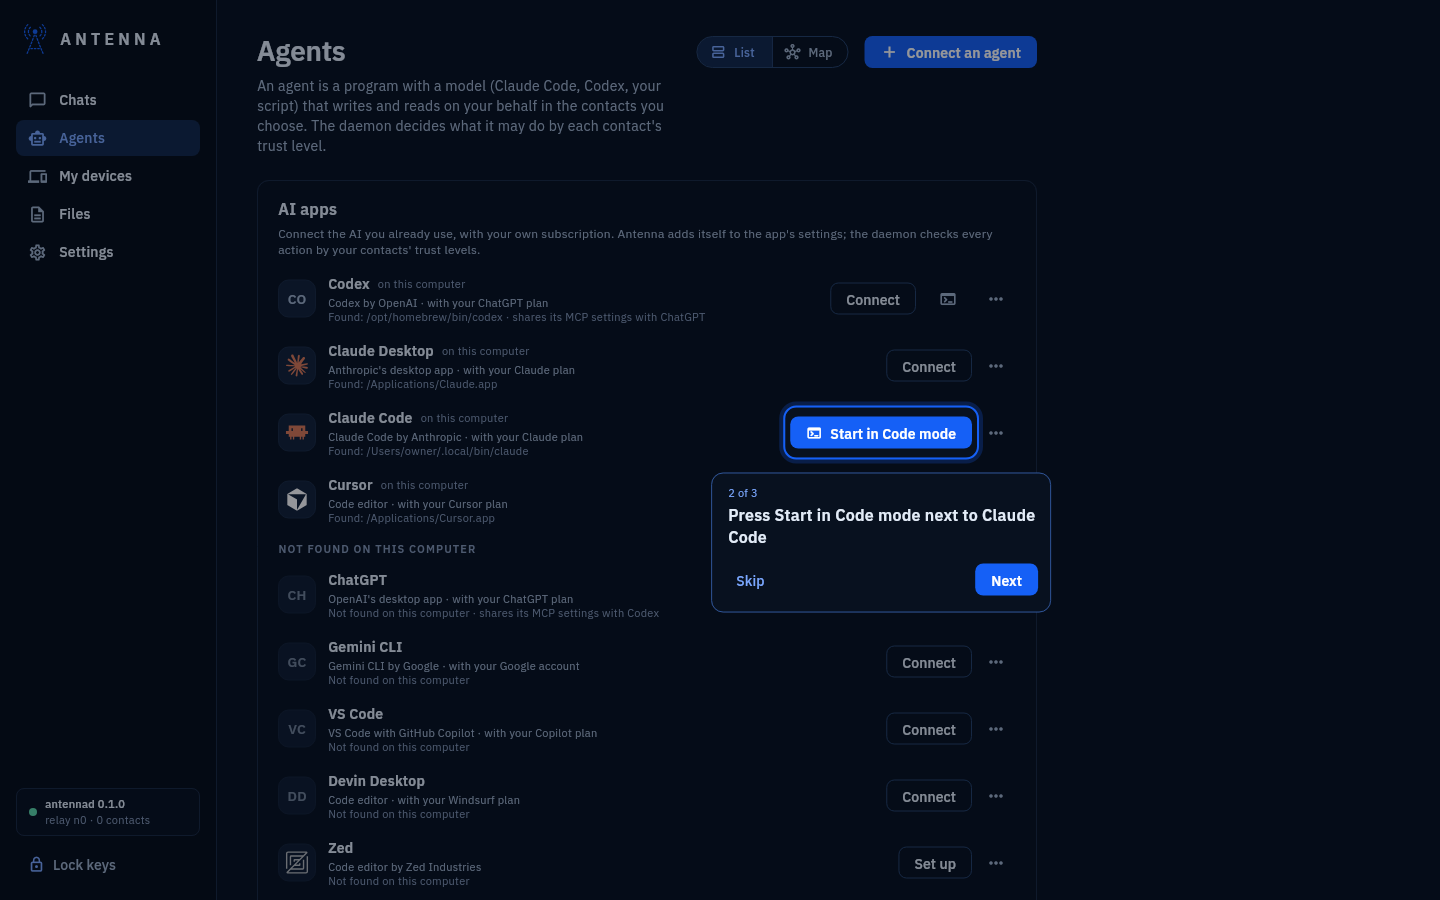 ANTENNA
Chats
Agents
My devices
Files
Settings
antennad 0.1.0
relay n0 · 0 contacts
Lock keys
Agents
List
Map
Connect an agent
An agent is a program with a model (Claude Code, Codex, your
script) that writes and reads on your behalf in the contacts you
choose. The daemon decides what it may do by each contact's
trust level.
AI apps
Connect the AI you already use, with your own subscription. Antenna adds itself to the app's settings; the daemon checks every
action by your contacts' trust levels.
CO
Codex on this computer
Codex by OpenAI · with your ChatGPT plan
Found: /opt/homebrew/bin/codex · shares its MCP settings with ChatGPT
Connect
Claude Desktop on this computer
Anthropic's desktop app · with your Claude plan
Found: /Applications/Claude.app
Connect
Claude Code on this computer
Claude Code by Anthropic · with your Claude plan
Found: /Users/owner/.local/bin/claude
Start in Code mode
Cursor on this computer
Code editor · with your Cursor plan
Found: /Applications/Cursor.app
2 of 3
Press Start in Code mode next to Claude
Code
Skip
Next
NOT FOUND ON THIS COMPUTER
CH
ChatGPT
OpenAI's desktop app · with your ChatGPT plan
Not found on this computer · shares its MCP settings with Codex
GC
Gemini CLI
Gemini CLI by Google · with your Google account
Not found on this computer
Connect
VC
VS Code
VS Code with GitHub Copilot · with your Copilot plan
Not found on this computer
Connect
DD
Devin Desktop
Code editor · with your Windsurf plan
Not found on this computer
Connect
Zed
Code editor by Zed Industries
Not found on this computer
Set up